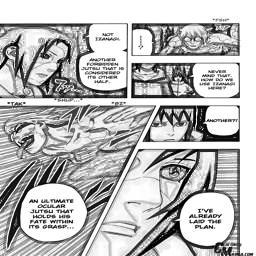 *FSH*
......?
NEVER
MIND THAT.
HOW DO
WE USE
IZANAGI
HERE?
NOT
IZANAGI.
ANOTHER
FORBIDDEN
JUTSU THAT
IS CONSIDERED
ITS OTHER
HALF.
ANOTHER?!
*TAK*
*SHUP...*
*BZ*
AN ULTIMATE
OCULAR
JUTSU THAT
HOLDS HIS
FATE WITHIN
ITS GRASP...
I'VE
ALREADY
LAID THE
PLAN.